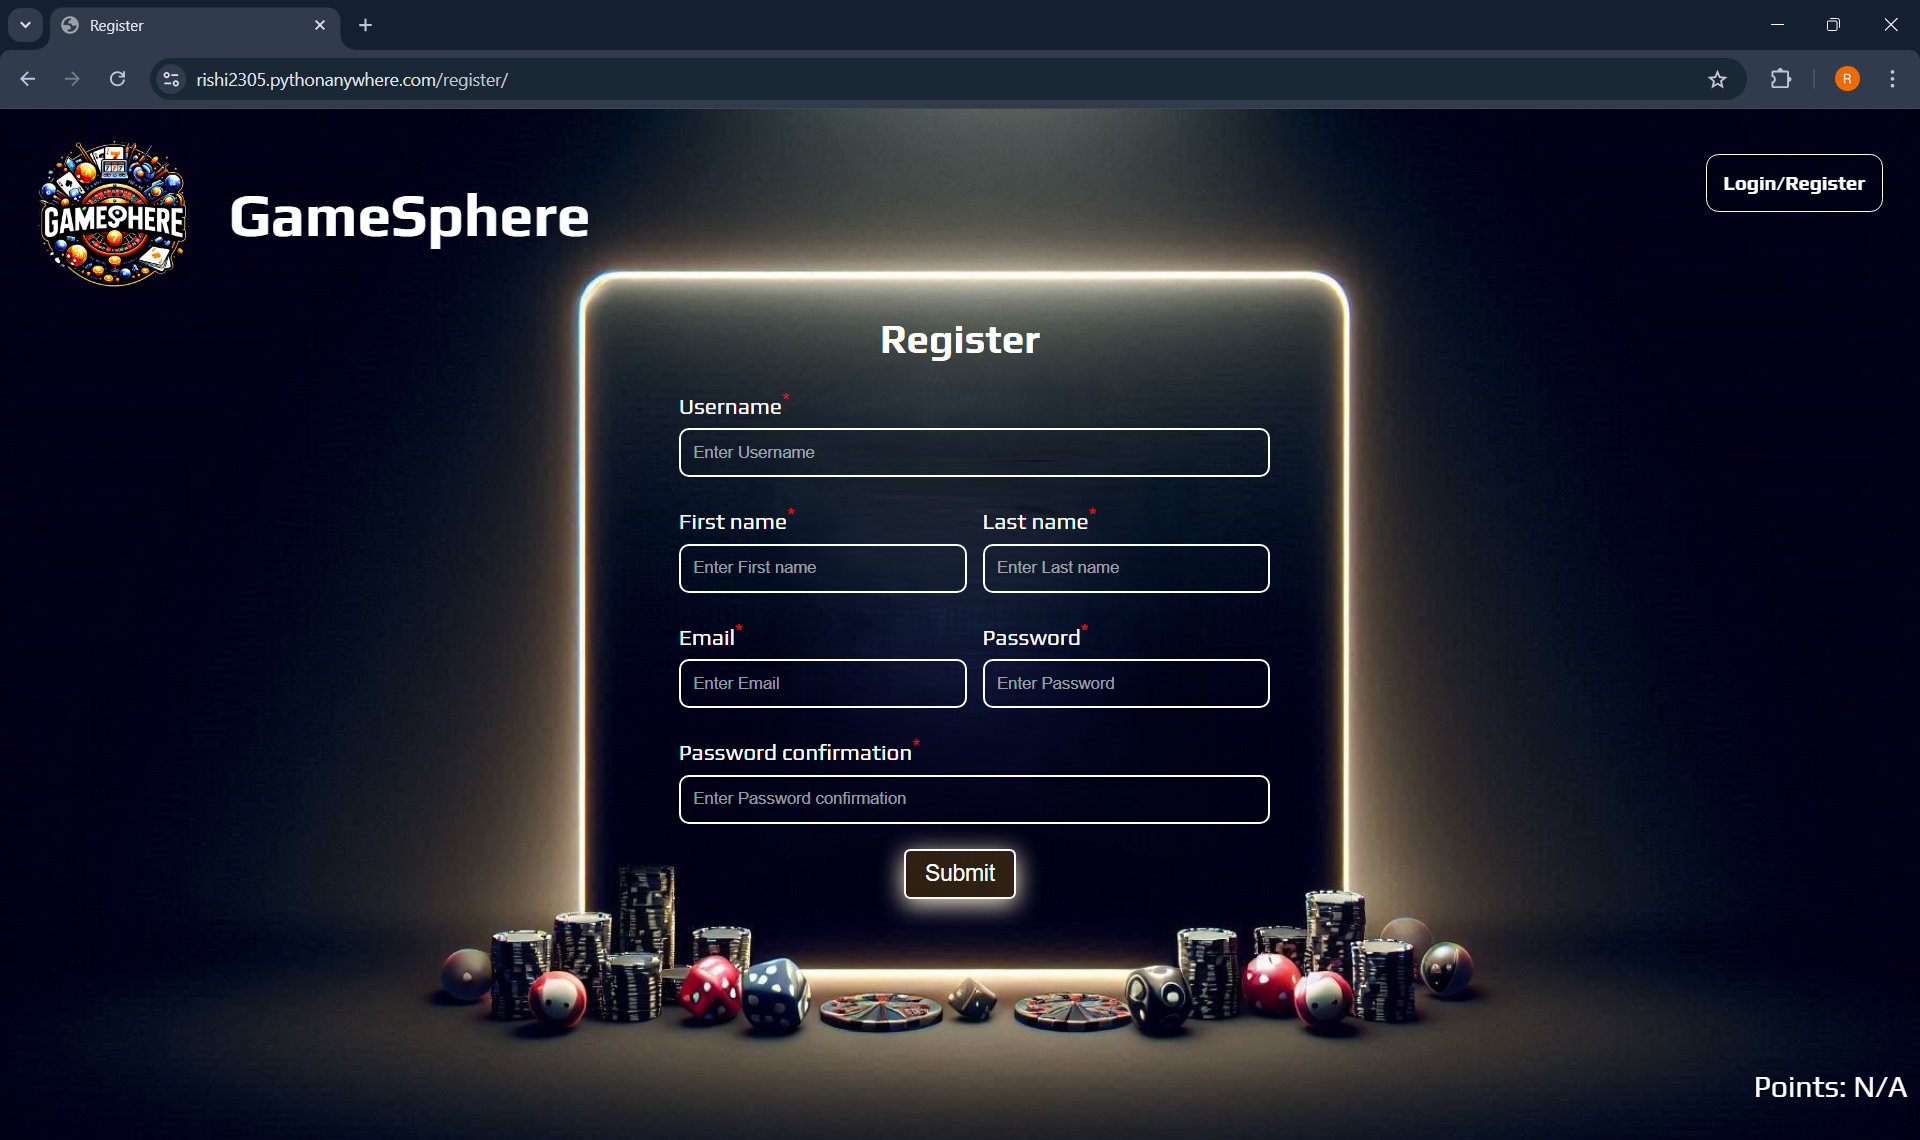 Register
rishi2305.pythonanywhere.com/register/
R
GAMESPHERE
GameSphere
Login/Register
Register
Username*
Enter Username
First name* Last name*
Enter First name Enter Last name
Email* Password*
Enter Email Enter Password
Password confirmation*
Enter Password confirmation
Submit
Points: N/A